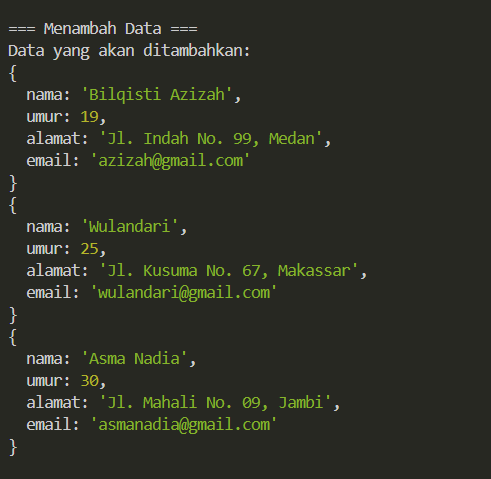 === Menambah Data ===
Data yang akan ditambahkan:
{
  nama: 'Bilqisti Azizah',
  umur: 19,
  alamat: 'Jl. Indah No. 99, Medan',
  email: 'azizah@gmail.com'
}
{
  nama: 'Wulandari',
  umur: 25,
  alamat: 'Jl. Kusuma No. 67, Makassar',
  email: 'wulandari@gmail.com'
}
{
  nama: 'Asma Nadia',
  umur: 30,
  alamat: 'Jl. Mahali No. 09, Jambi',
  email: 'asmanadia@gmail.com'
}